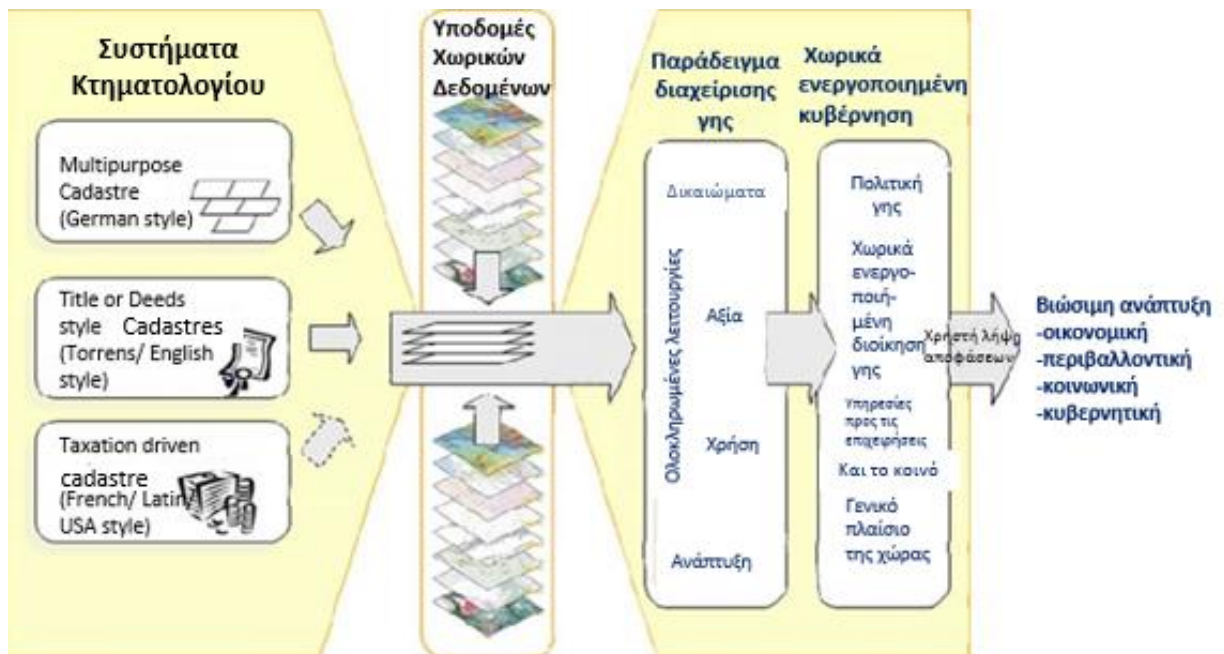 Συστήματα
Κτηματολογίου
Multipurpose
Cadastre
(German style)
Title or Deeds
style Cadastres
(Torrens/ English
style)
Taxation driven
cadastre
(French/ Latin/
USA style)
Υποδομές
Χωρικών
Δεδομένων
Παράδειγμα
διαχείρισης
γης
Ολοκληρωμένες λειτουργίες
Δικαιώματα
Αξία
Χρήση
Ανάπτυξη
Χωρικά
ενεργοποιημένη
κυβέρνηση
Πολιτική
γης
Χωρικά
ενεργο-
ποιή-
μένη
διοίκηση
γης
Υπηρεσίες
προς τις
επιχειρήσεις
Και το κοινό
Γενικό
πλαίσιο
της χώρας
Χρήστή
αποφάσεων
Βιώσιμη ανάπτυξη
-οικονομική
-περιβαλλοντική
-κοινωνική
-κυβερνητική